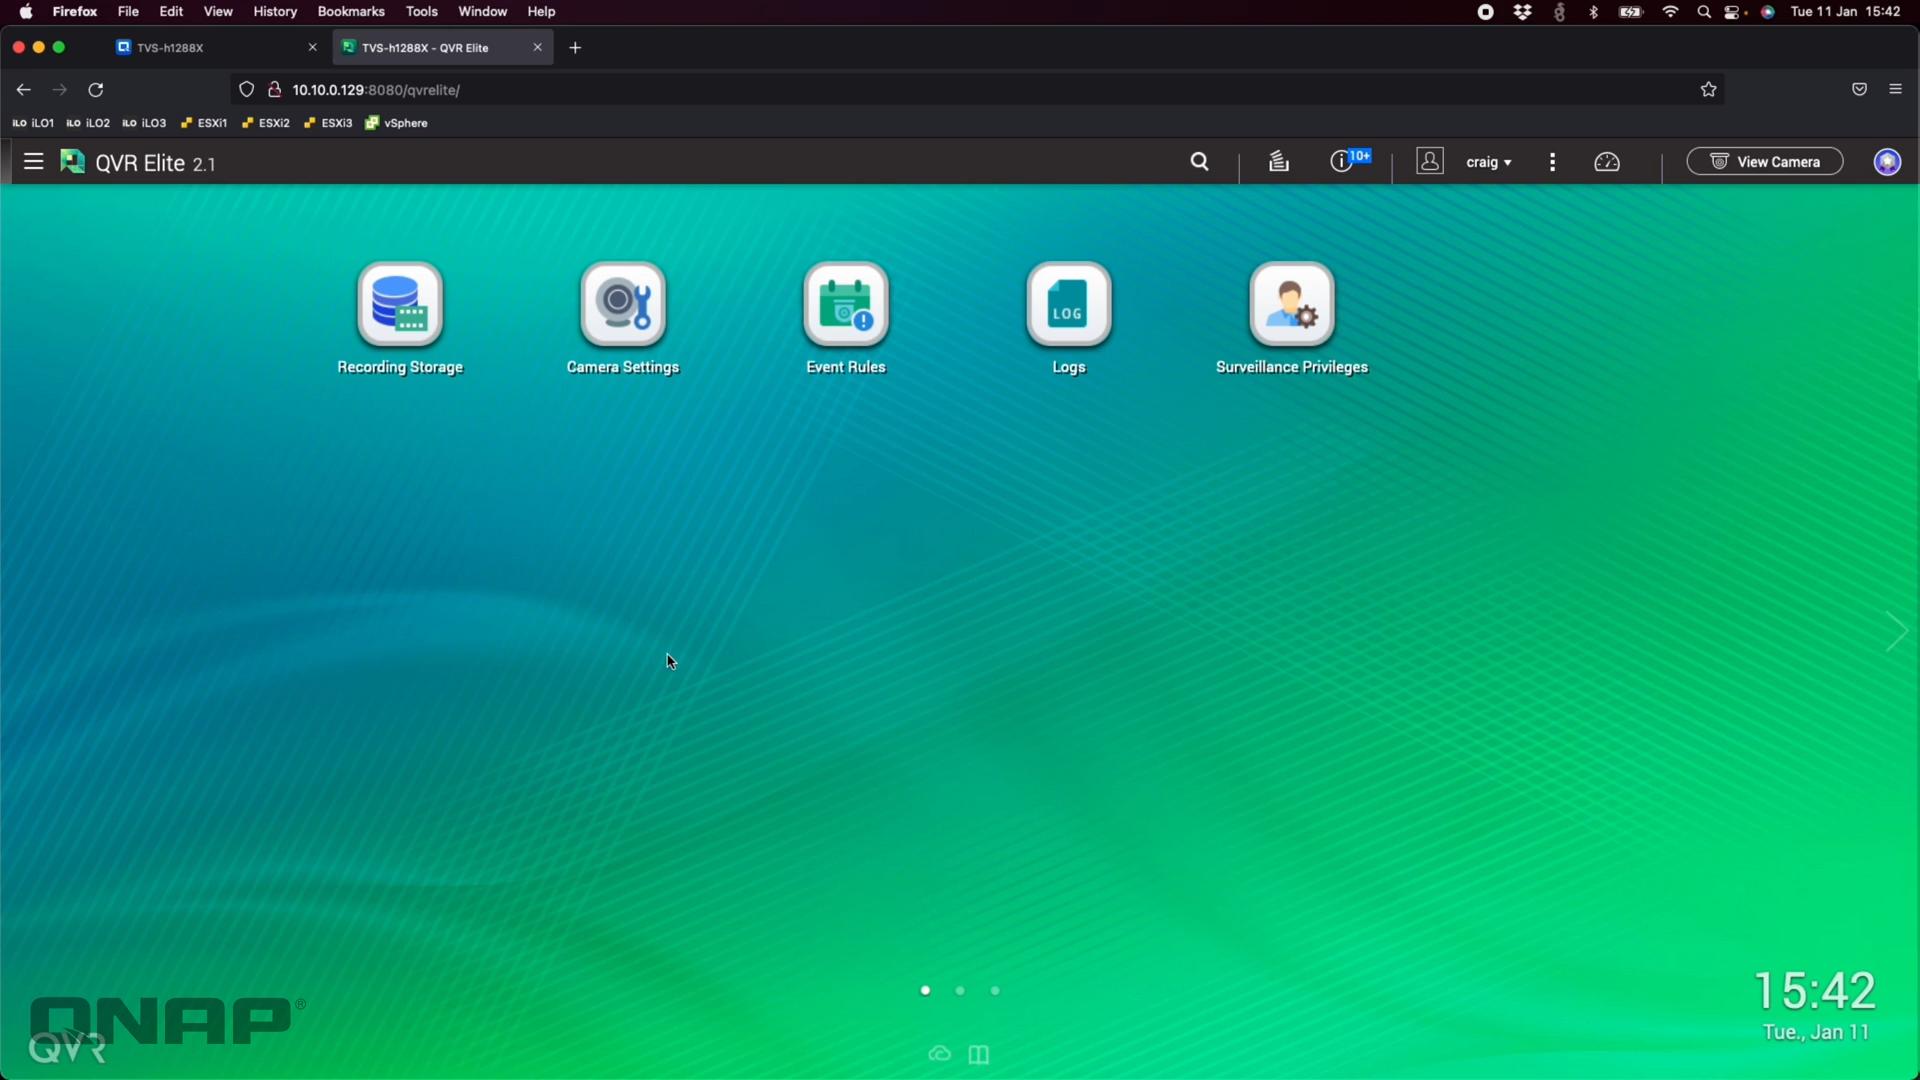 Firefox File Edit View History Bookmarks Tools Window Help
Tue 11 Jan 15:42
TVS-h1288X
TVS-h1288X - QVR Elite
10.10.0.129:8080/qvrelite/
iLO iLO1 iLO iLO2 iLO iLO3 ESXi1 ESXi2 ESXi3 vSphere
QVR Elite 2.1
10+
craig
View Camera
LOG
Recording Storage
Camera Settings
Event Rules
Logs
Surveillance Privileges
15:42
Tue., Jan 11
QNAP®
QVR